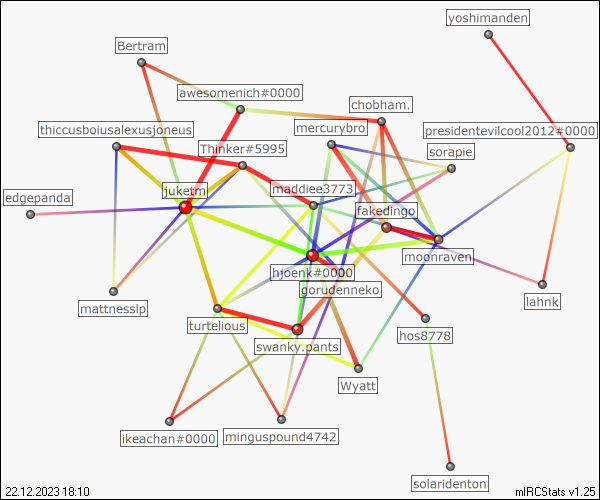 yoshimanden
Bertram
awesomenich#0000
chobham.
thiccusboiusalexusjoneus
mercurybro
presidentevilcool2012#0000
Thinker#5995
sorapie
edgepanda
juketm
maddiee3773
fakedingo
moonraven
hjoenk#0000
gorudenneko
mattnesslp
lahnk
turtelious
swanky.pants
hos8778
Wyatt
ikeachan#0000
minguspound4742
solaridenton
22.12.2023 18:10
mIRCStats v1.25